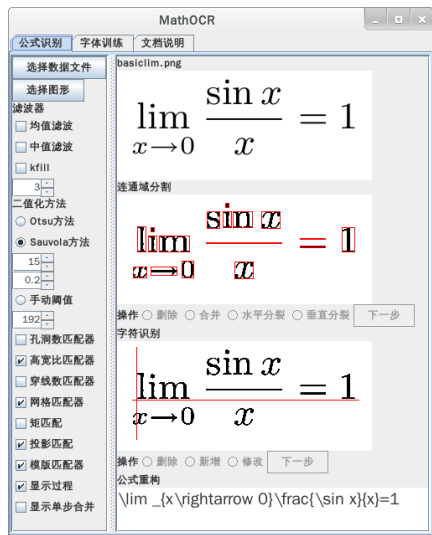 MathOCR
公式识别 字体训练 文档说明
选择数据文件
选择图形
滤波器
均值滤波
中值滤波
kfill
3
二值化方法
Otsu方法
Sauvola方法
15
0.2
手动阈值
192
孔洞数匹配器
高宽比匹配器
穿线数匹配器
网格匹配器
矩匹配
投影匹配
模版匹配器
显示过程
显示单步合并
basiclim.png
lim x→0 sin x / x = 1
连通域分割
lim x→0 sin x / x = 1
操作 删除 合并 水平分裂 垂直分裂 下一步
字符识别
lim x→0 sin x / x = 1
操作 删除 新增 修改 下一步
公式重构
\lim _{x\rightarrow 0}\frac{\sin x}{x}=1